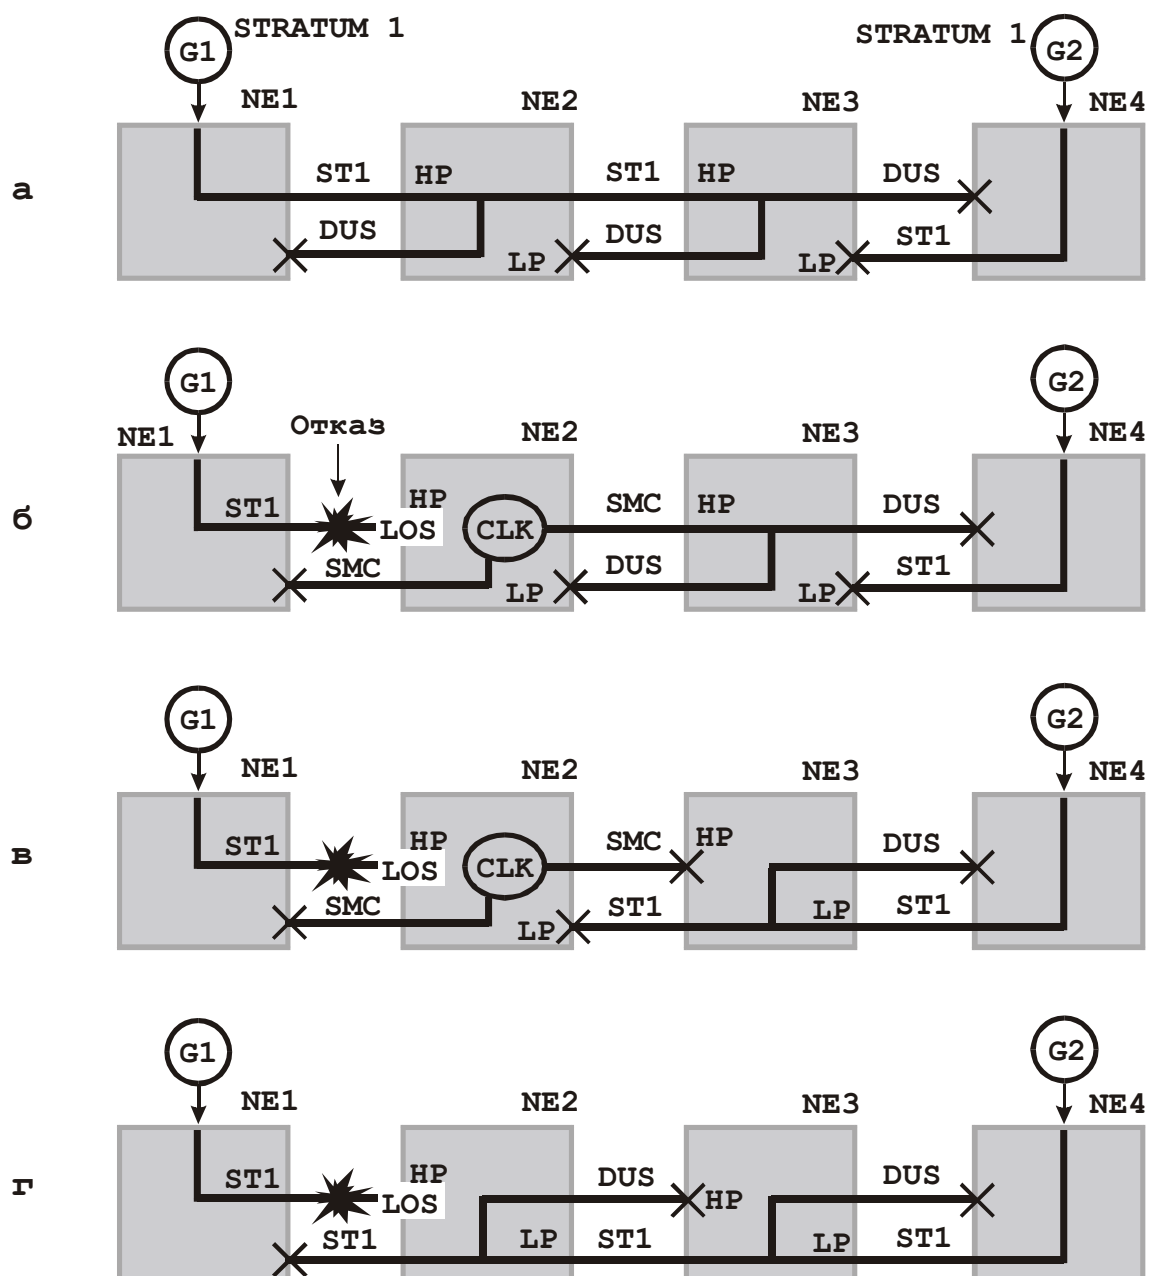 STRATUM 1
STRATUM 1
G1
G2
NE1
NE2
NE3
NE4
а
ST1
HP
ST1
HP
DUS
DUS
LP
DUS
LP
ST1
G1
G2
NE1
Отказ
NE2
NE3
NE4
б
ST1
HP
LOS
CLK
SMC
HP
DUS
SMC
LP
DUS
LP
ST1
G1
G2
NE1
NE2
NE3
NE4
в
ST1
HP
LOS
CLK
SMC
HP
DUS
SMC
LP
ST1
LP
ST1
G1
G2
NE1
NE2
NE3
NE4
г
ST1
HP
LOS
DUS
HP
DUS
ST1
LP
ST1
LP
ST1